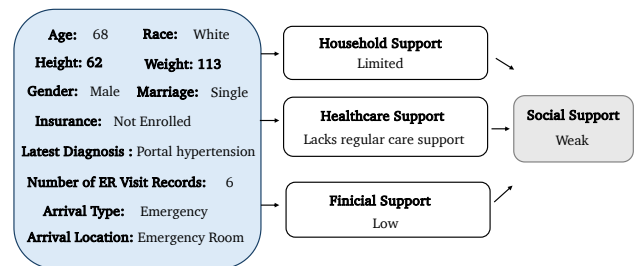 Age: 68 Race: White
Height: 62 Weight: 113
Gender: Male Marriage: Single
Insurance: Not Enrolled
Latest Diagnosis : Portal hypertension
Number of ER Visit Records: 6
Arrival Type: Emergency
Arrival Location: Emergency Room
Household Support
Limited
Healthcare Support
Lacks regular care support
Finicial Support
Low
Social Support
Weak